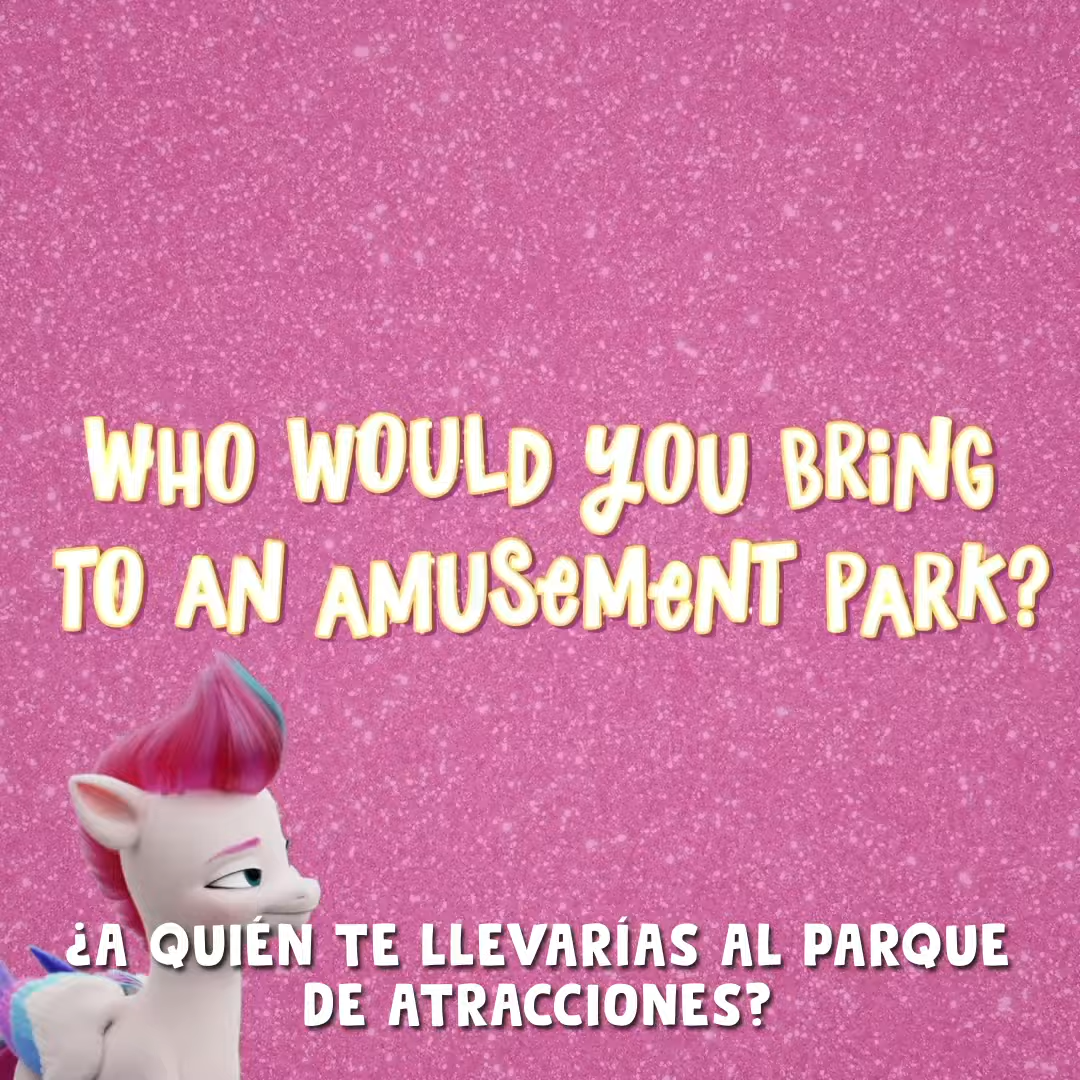 WHO WOULD YOU BRING
TO AN AMUSEMENT PARK?
¿A QUIÉN TE LLEVARÍAS AL PARQUE
DE ATRACCIONES?